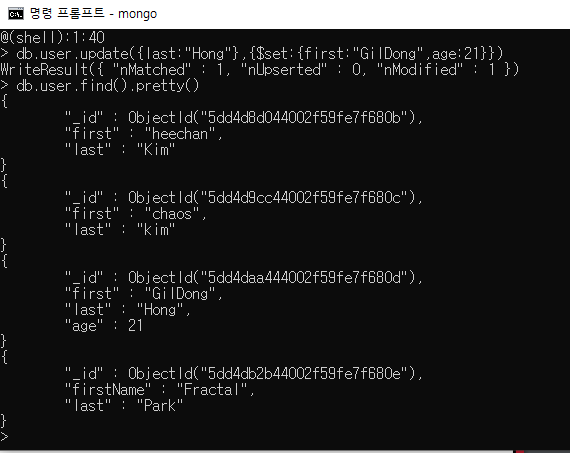 명령 프롬프트 - mongo
@(shell):1:40
> db.user.update({last:"Hong"},{$set:{first:"GilDong",age:21}})
WriteResult({ "nMatched" : 1, "nUpserted" : 0, "nModified" : 1 })
> db.user.find().pretty()
{
"_id" : ObjectId("5dd4d8d044002f59fe7f680b"),
"first" : "heechan",
"last" : "Kim"
}
{
"_id" : ObjectId("5dd4d9cc44002f59fe7f680c"),
"first" : "chaos",
"last" : "kim"
}
{
"_id" : ObjectId("5dd4daa444002f59fe7f680d"),
"first" : "GilDong",
"last" : "Hong",
"age" : 21
}
{
"_id" : ObjectId("5dd4db2b44002f59fe7f680e"),
"firstName" : "Fractal",
"last" : "Park"
}
>